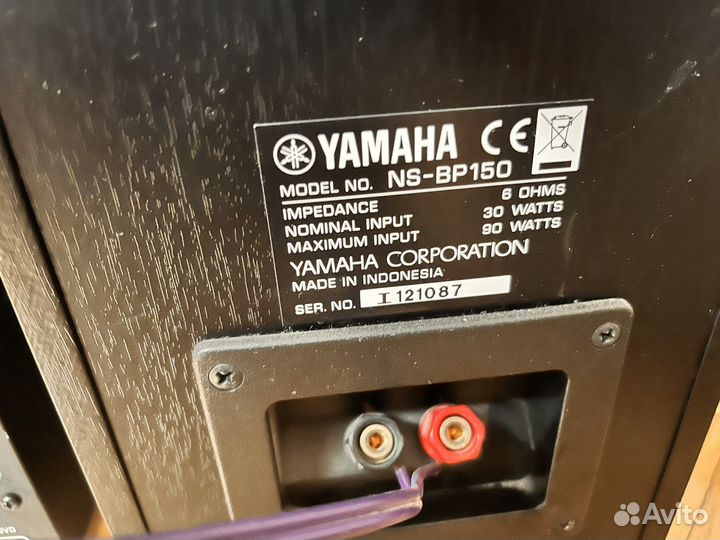 YAMAHA CE
MODEL NO. NS-BP150
IMPEDANCE 6 OHMS
NOMINAL INPUT 30 WATTS
MAXIMUM INPUT 90 WATTS
YAMAHA CORPORATION
MADE IN INDONESIA
SER. NO. I 121087
DVD
Avito